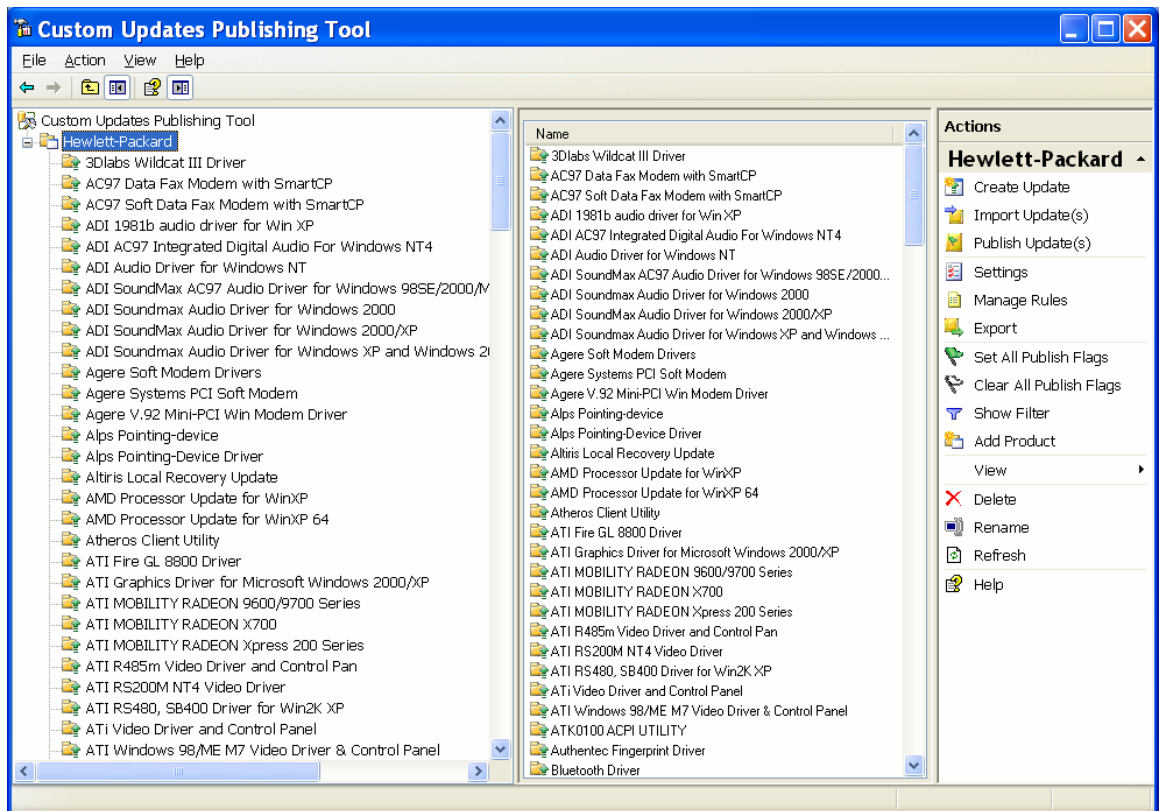 Custom Updates Publishing Tool
File Action View Help
Custom Updates Publishing Tool
Hewlett-Packard
3Dlabs Wildcat III Driver
AC97 Data Fax Modem with SmartCP
AC97 Soft Data Fax Modem with SmartCP
ADI 1981b audio driver for Win XP
ADI AC97 Integrated Digital Audio For Windows NT4
ADI Audio Driver for Windows NT
ADI SoundMax AC97 Audio Driver for Windows 98SE/2000/M
ADI Soundmax Audio Driver for Windows 2000
ADI SoundMax Audio Driver for Windows 2000/XP
ADI Soundmax Audio Driver for Windows XP and Windows 2
Agere Soft Modem Drivers
Agere Systems PCI Soft Modem
Agere V.92 Mini-PCI Win Modem Driver
Alps Pointing-device
Alps Pointing-Device Driver
Altiris Local Recovery Update
AMD Processor Update for WinXP
AMD Processor Update for WinXP 64
Atheros Client Utility
ATI Fire GL 8800 Driver
ATI Graphics Driver for Microsoft Windows 2000/XP
ATI MOBILITY RADEON 9600/9700 Series
ATI MOBILITY RADEON X700
ATI MOBILITY RADEON Xpress 200 Series
ATI R485m Video Driver and Control Pan
ATI RS200M NT4 Video Driver
ATI RS480, SB400 Driver for Win2K XP
ATi Video Driver and Control Panel
ATI Windows 98/ME M7 Video Driver & Control Panel
Name
3Dlabs Wildcat III Driver
AC97 Data Fax Modem with SmartCP
AC97 Soft Data Fax Modem with SmartCP
ADI 1981b audio driver for Win XP
ADI AC97 Integrated Digital Audio For Windows NT4
ADI Audio Driver for Windows NT
ADI SoundMax AC97 Audio Driver for Windows 98SE/2000...
ADI Soundmax Audio Driver for Windows 2000
ADI SoundMax Audio Driver for Windows 2000/XP
ADI Soundmax Audio Driver for Windows XP and Windows ...
Agere Soft Modem Drivers
Agere Systems PCI Soft Modem
Agere V.92 Mini-PCI Win Modem Driver
Alps Pointing-device
Alps Pointing-Device Driver
Altiris Local Recovery Update
AMD Processor Update for WinXP
AMD Processor Update for WinXP 64
Atheros Client Utility
ATI Fire GL 8800 Driver
ATI Graphics Driver for Microsoft Windows 2000/XP
ATI MOBILITY RADEON 9600/9700 Series
ATI MOBILITY RADEON X700
ATI MOBILITY RADEON Xpress 200 Series
ATI R485m Video Driver and Control Pan
ATI RS200M NT4 Video Driver
ATI RS480, SB400 Driver for Win2K XP
ATi Video Driver and Control Panel
ATI Windows 98/ME M7 Video Driver & Control Panel
ATK0100 ACPI UTILITY
Authentec Fingerprint Driver
Bluetooth Driver
Actions
Hewlett-Packard
Create Update
Import Update(s)
Publish Update(s)
Settings
Manage Rules
Export
Set All Publish Flags
Clear All Publish Flags
Show Filter
Add Product
View
Delete
Rename
Refresh
Help